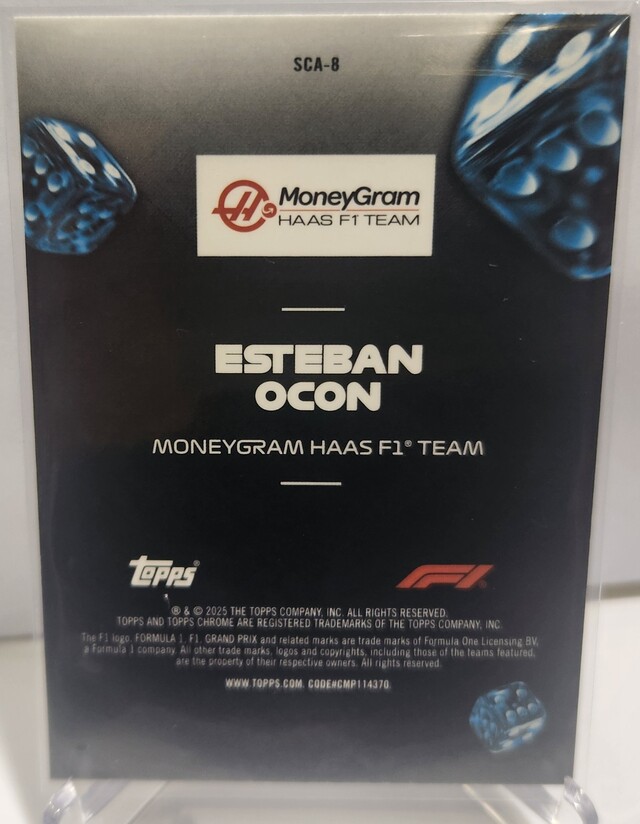 SCA-8
MoneyGram
HAAS F1 TEAM
ESTEBAN
OCON
MONEYGRAM HAAS F1® TEAM
Topps®
F1®
® & © 2025 THE TOPPS COMPANY, INC. ALL RIGHTS RESERVED.
TOPPS AND TOPPS CHROME ARE REGISTERED TRADEMARKS OF THE TOPPS COMPANY, INC.
The F1 logo, FORMULA 1, F1, GRAND PRIX and related marks are trade marks of Formula One Licensing BV,
a Formula 1 company. All other trade marks, logos and copyrights, including those of the teams featured,
are the property of their respective owners. All rights reserved.
WWW.TOPPS.COM. CODE#CMP114370